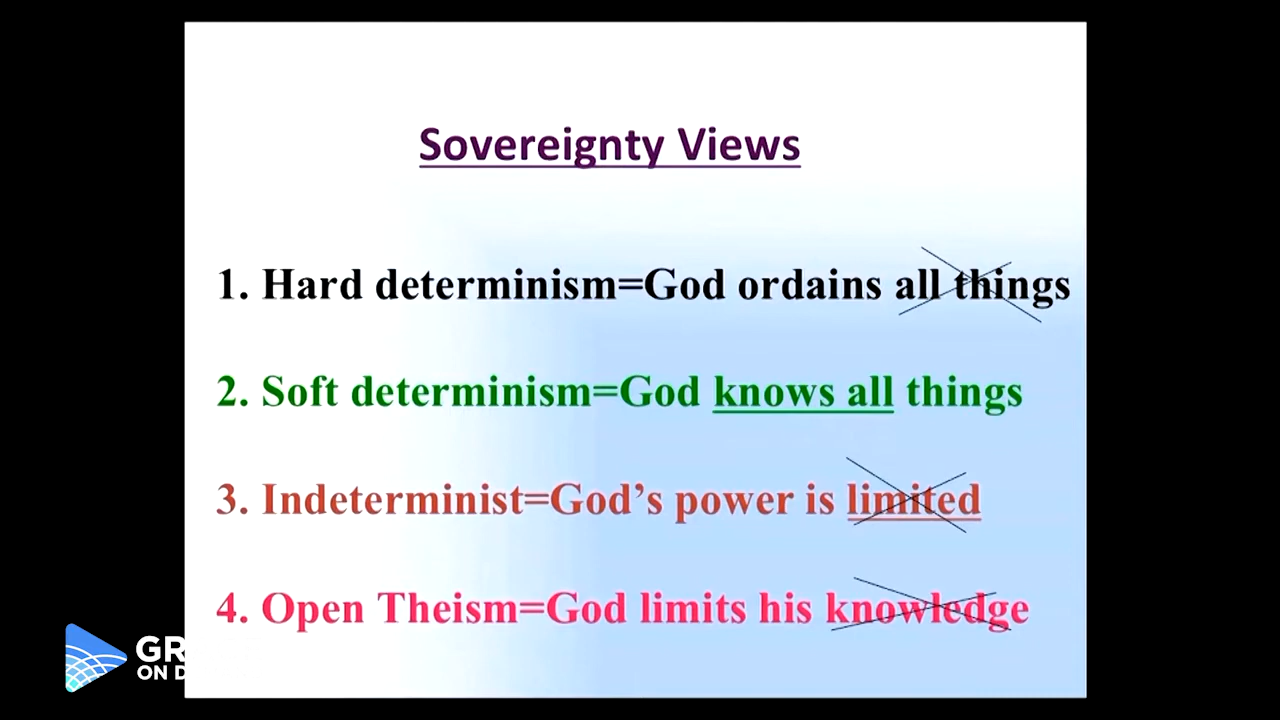 Sovereignty Views
1. Hard determinism=God ordains all things
2. Soft determinism=God knows all things
3. Indeterminist=God’s power is limited
4. Open Theism=God limits his knowledge
ON